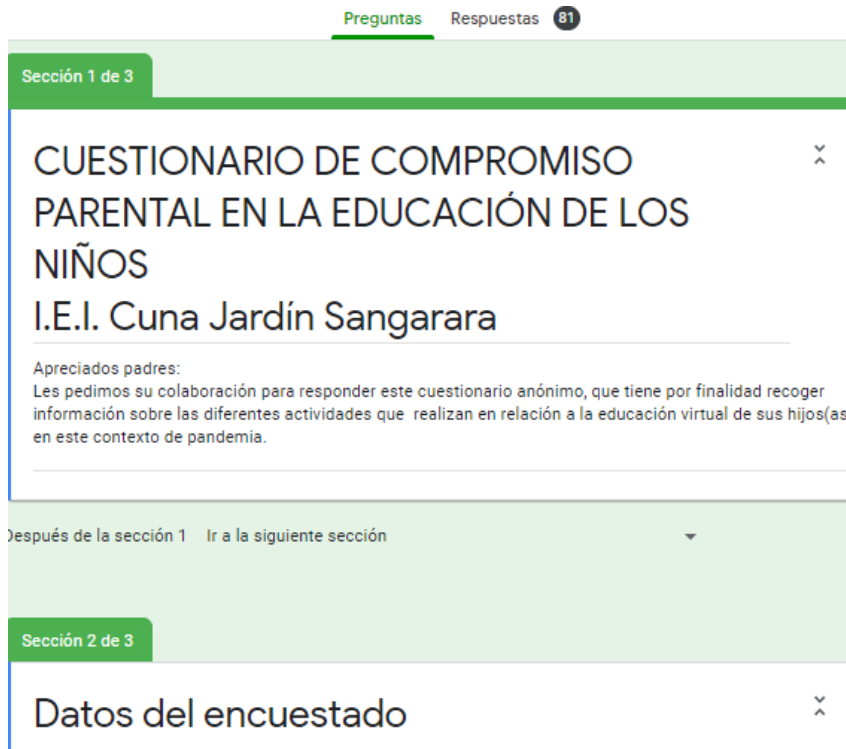 Preguntas Respuestas 81
Sección 1 de 3
CUESTIONARIO DE COMPROMISO
PARENTAL EN LA EDUCACIÓN DE LOS
NIÑOS
I.E.I. Cuna Jardín Sangarara
Apreciados padres:
Les pedimos su colaboración para responder este cuestionario anónimo, que tiene por finalidad recoger
información sobre las diferentes actividades que realizan en relación a la educación virtual de sus hijos(as
en este contexto de pandemia.
Después de la sección 1 Ir a la siguiente sección
Sección 2 de 3
Datos del encuestado